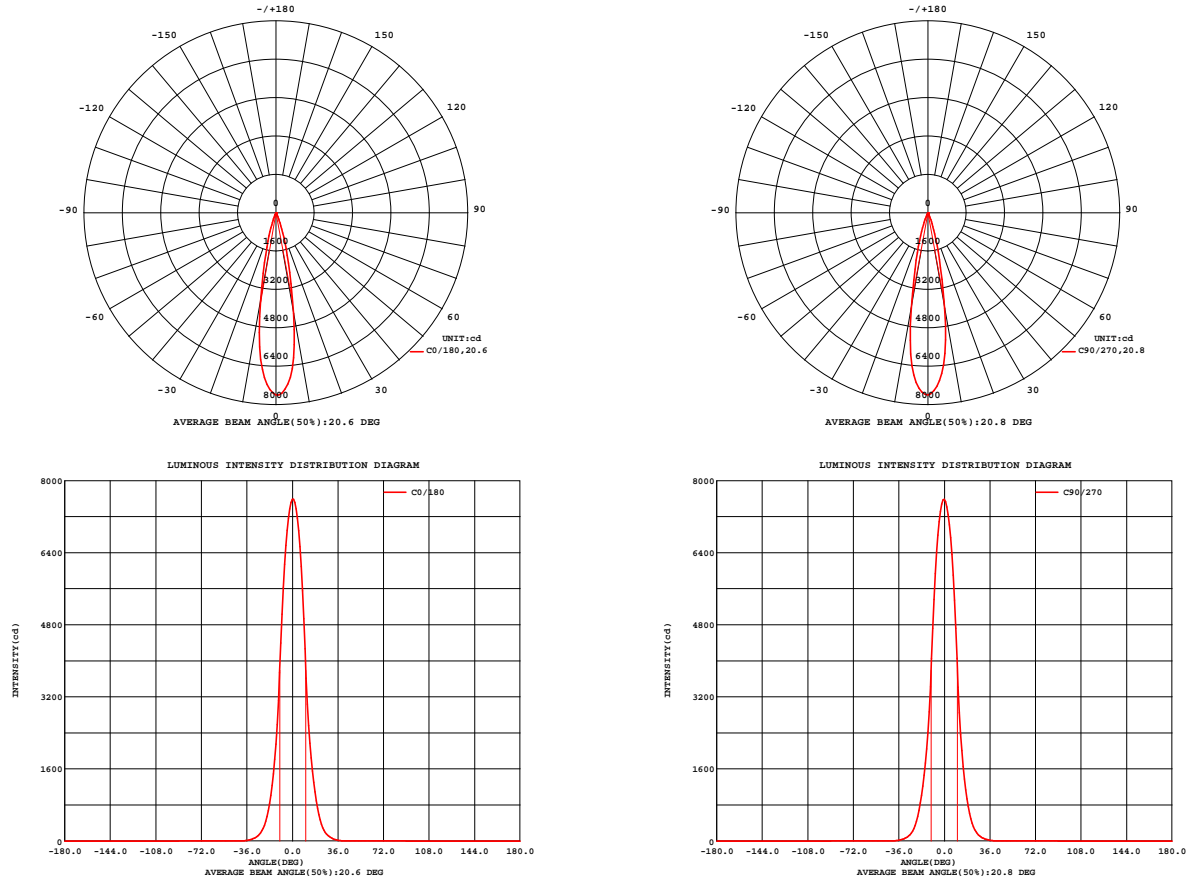 -/+180
-150
150
-120
120
-90
90
-60
60
-30
30
0
0
1600
3200
4800
6400
8000
UNIT:cd
C0/180,20.6
AVERAGE BEAM ANGLE(50%):20.6 DEG
-/+180
-150
150
-120
120
-90
90
-60
60
-30
30
0
0
1600
3200
4800
6400
8000
UNIT:cd
C90/270,20.8
AVERAGE BEAM ANGLE(50%):20.8 DEG
LUMINOUS INTENSITY DISTRIBUTION DIAGRAM
C0/180
INTENSITY(cd)
8000
6400
4800
3200
1600
0
-180.0 -144.0 -108.0 -72.0 -36.0 0.0 36.0 72.0 108.0 144.0 180.0
ANGLE(DEG)
AVERAGE BEAM ANGLE(50%):20.6 DEG
LUMINOUS INTENSITY DISTRIBUTION DIAGRAM
C90/270
INTENSITY(cd)
8000
6400
4800
3200
1600
0
-180.0 -144.0 -108.0 -72.0 -36.0 0.0 36.0 72.0 108.0 144.0 180.0
ANGLE(DEG)
AVERAGE BEAM ANGLE(50%):20.8 DEG